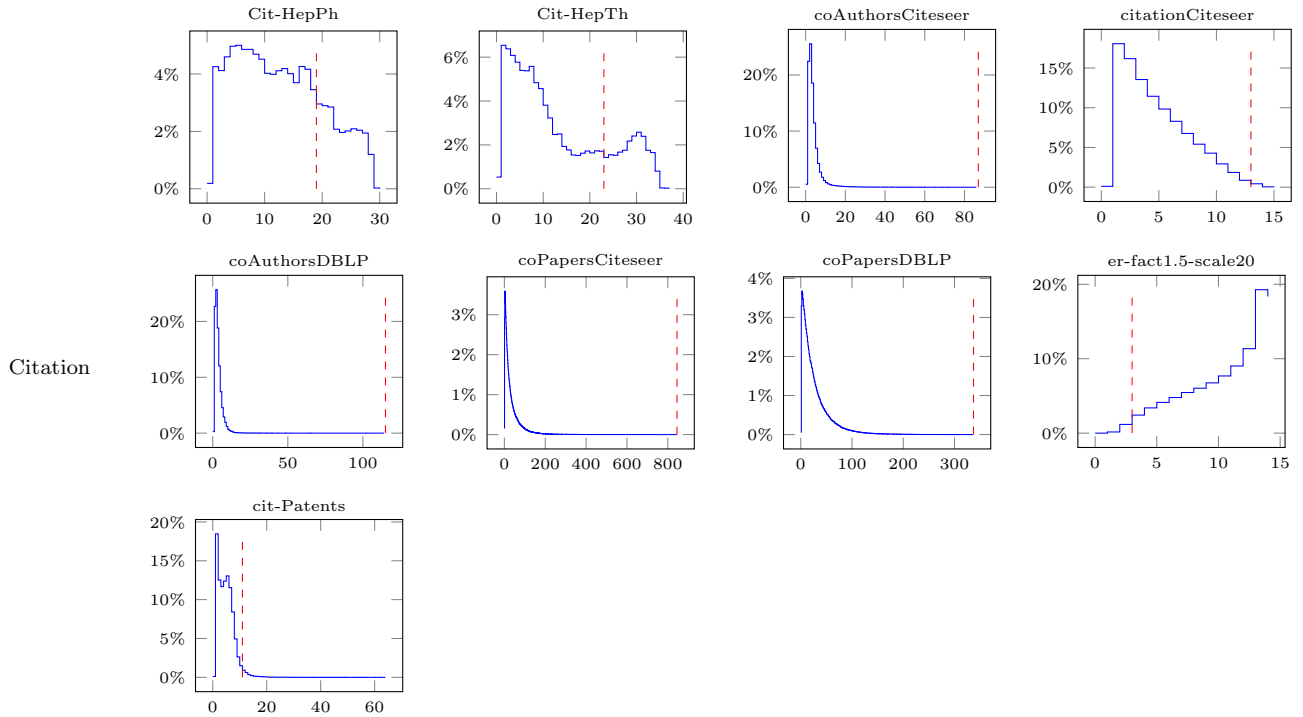 Citation
Cit-HepPh
4%
2%
0%
0 10 20 30
Cit-HepTh
6%
4%
2%
0%
0 10 20 30 40
coAuthorsCiteseer
20%
10%
0%
0 20 40 60 80
citationCiteseer
15%
10%
5%
0%
0 5 10 15
coAuthorsDBLP
20%
10%
0%
0 50 100
coPapersCiteseer
3%
2%
1%
0%
0 200 400 600 800
coPapersDBLP
4%
3%
2%
1%
0%
0 100 200 300
er-fact1.5-scale20
20%
10%
0%
0 5 10 15
cit-Patents
20%
15%
10%
5%
0%
0 20 40 60